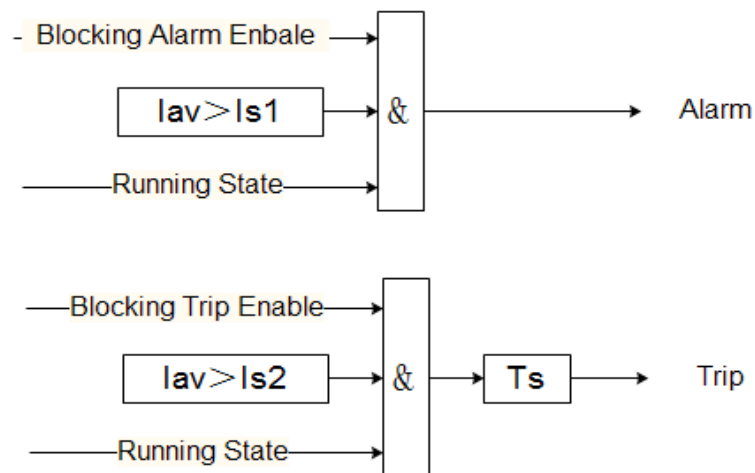 Blocking Alarm Enbale
Iav＞Is1
&
Alarm
Running State
Blocking Trip Enable
Iav＞Is2
&
Ts
Trip
Running State